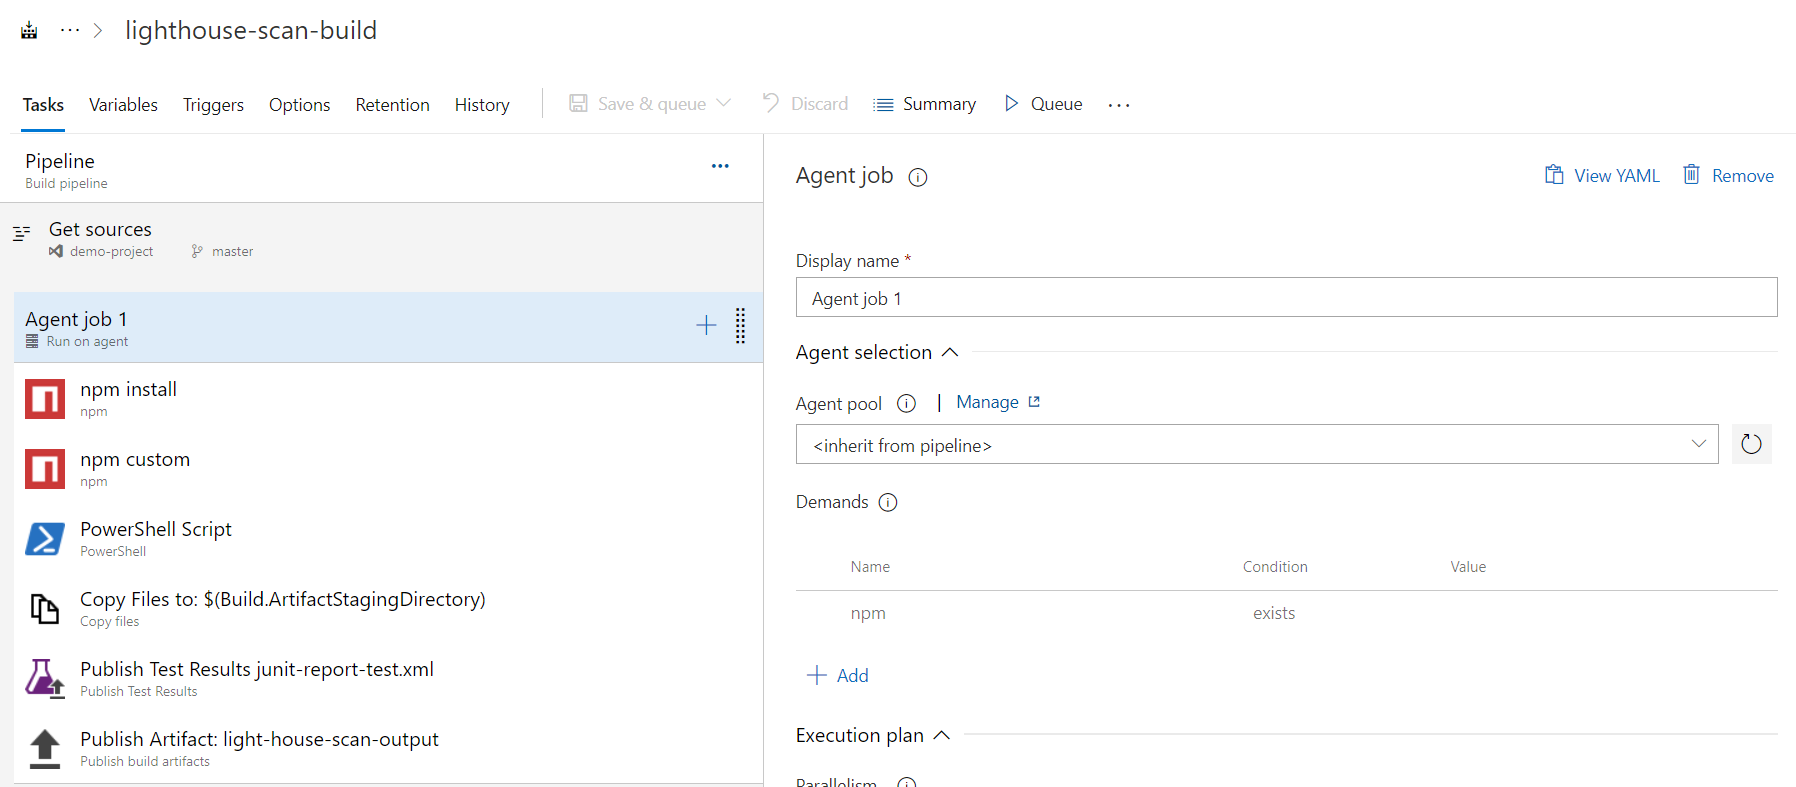 lighthouse-scan-build
Tasks Variables Triggers Options Retention History Save & queue Discard Summary Queue
Pipeline
Build pipeline
Get sources
demo-project master
Agent job 1
Run on agent
npm install
npm
npm custom
npm
PowerShell Script
PowerShell
Copy Files to: $(Build.ArtifactStagingDirectory)
Copy files
Publish Test Results junit-report-test.xml
Publish Test Results
Publish Artifact: light-house-scan-output
Publish build artifacts
Agent job
View YAML Remove
Display name *
Agent job 1
Agent selection
Agent pool | Manage
<inherit from pipeline>
Demands
Name Condition Value
npm exists
Add
Execution plan
Parallelism